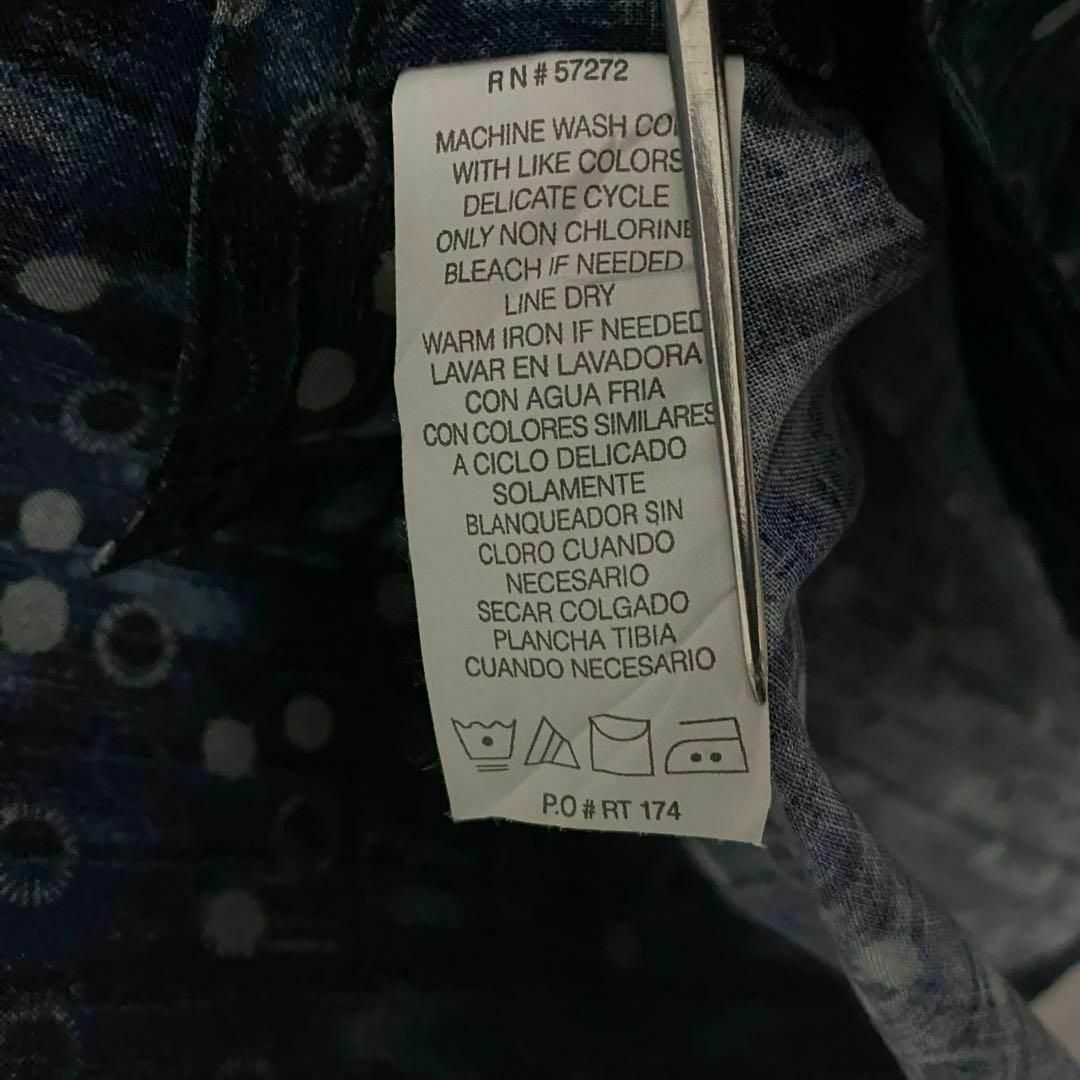 RN# 57272
MACHINE WASH COL
WITH LIKE COLORS
DELICATE CYCLE
ONLY NON CHLORINE
BLEACH IF NEEDED
LINE DRY
WARM IRON IF NEEDED
LAVAR EN LAVADORA
CON AGUA FRIA
CON COLORES SIMILARES
A CICLO DELICADO
SOLAMENTE
BLANQUEADOR SIN
CLORO CUANDO
NECESARIO
SECAR COLGADO
PLANCHA TIBIA
CUANDO NECESARIO
P.O # RT 174